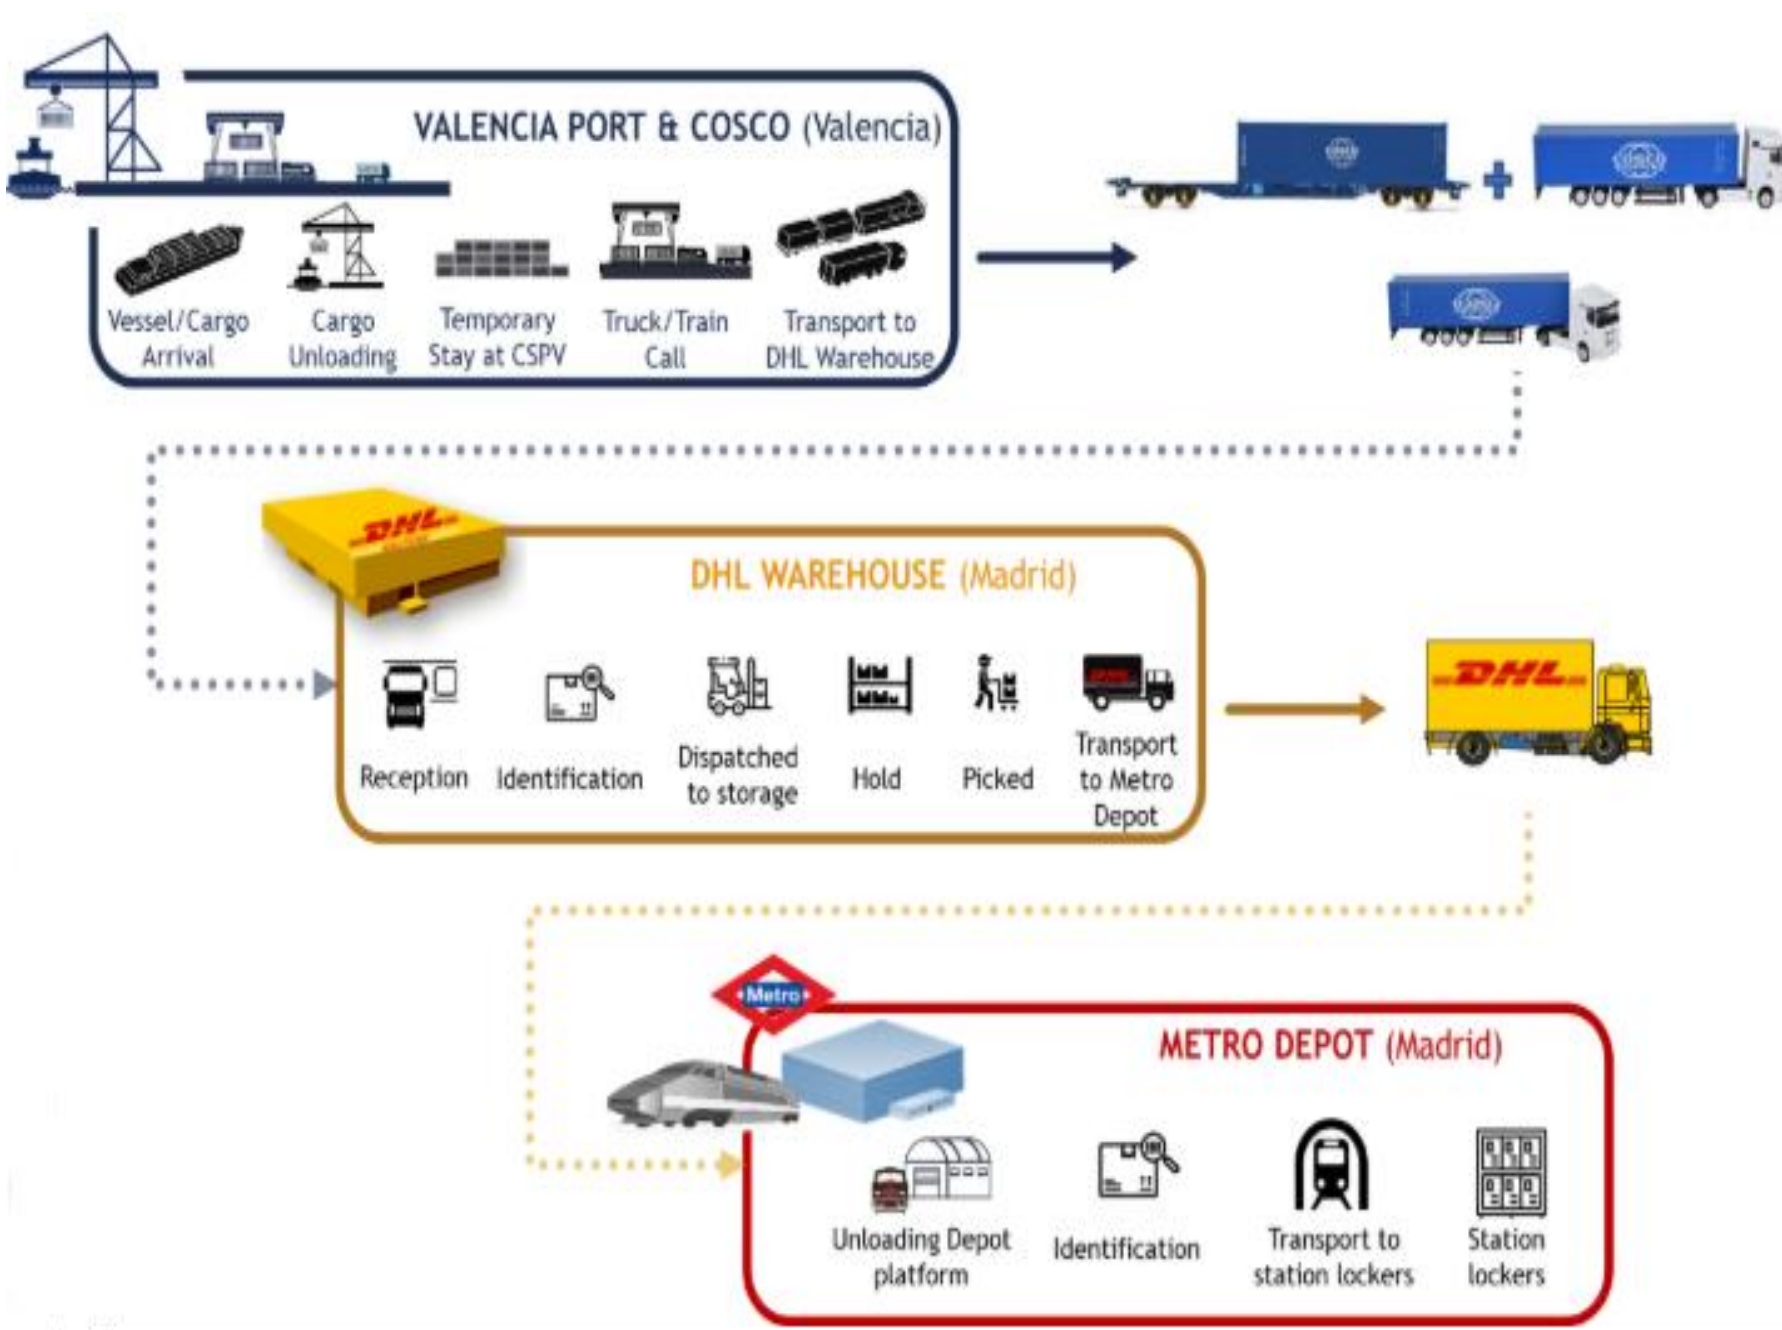 VALENCIA PORT & COSCO (Valencia)
Vessel/Cargo
Arrival
Cargo
Unloading
Temporary
Stay at CSPV
Truck/Train
Call
Transport to
DHL Warehouse
DHL
DHL WAREHOUSE (Madrid)
Reception
Identification
Dispatched
to storage
Hold
Picked
Transport
to Metro
Depot
DHL
Metro
METRO DEPOT (Madrid)
Unloading Depot
platform
Identification
Transport to
station lockers
Station
lockers